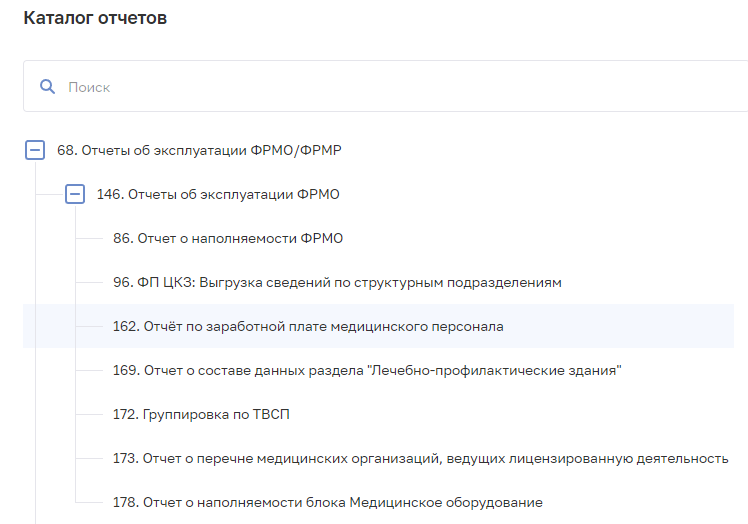 Каталог отчетов
Поиск
68. Отчеты об эксплуатации ФРМО/ФРМР
146. Отчеты об эксплуатации ФРМО
86. Отчет о наполняемости ФРМО
96. ФП ЦКЗ: Выгрузка сведений по структурным подразделениям
162. Отчёт по заработной плате медицинского персонала
169. Отчет о составе данных раздела "Лечебно-профилактические здания"
172. Группировка по ТВСП
173. Отчет о перечне медицинских организаций, ведущих лицензированную деятельность
178. Отчет о наполняемости блока Медицинское оборудование